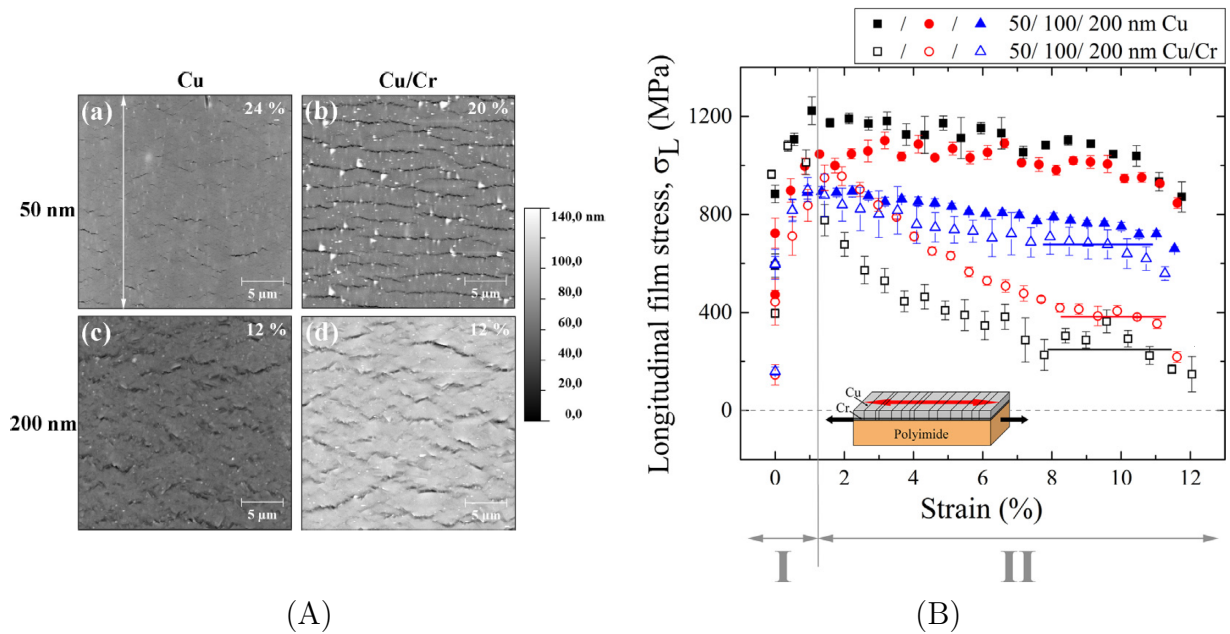 Cu Cu/Cr
(a) 24 % (b) 20 %
50 nm
5 µm 5 µm
140,0 nm
100,0
80,0
60,0
40,0
20,0
0,0
(c) 12 % (d) 12 %
200 nm
5 µm 5 µm
(A)
■ / ● / ▲ 50/ 100/ 200 nm Cu
□ / ○ / △ 50/ 100/ 200 nm Cu/Cr
Longitudinal film stress, σL (MPa)
1200
800
400
0
Cu
Cr
Polyimide
0 2 4 6 8 10 12
Strain (%)
I II
(B)